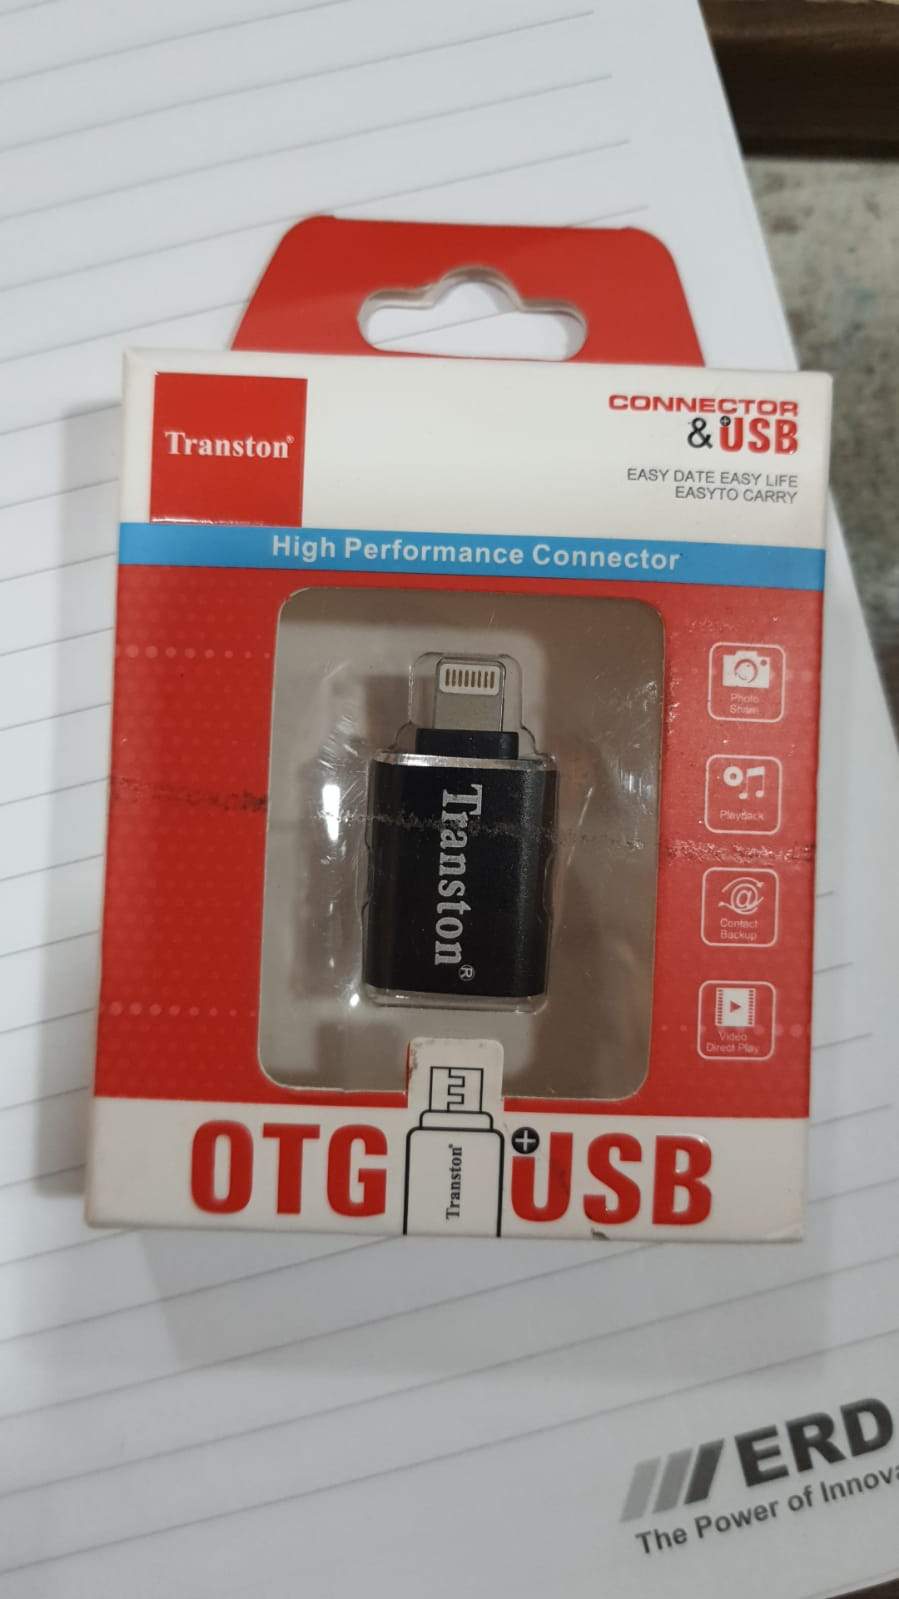 CONNECTOR
& USB
Transton®
EASY DATE EASY LIFE
EASYTO CARRY
High Performance Connector
Photo
Share
Playback
Contact
Backup
Video
Direct Play
Transton®
OTG
Transton®
USB
ERD
The Power of